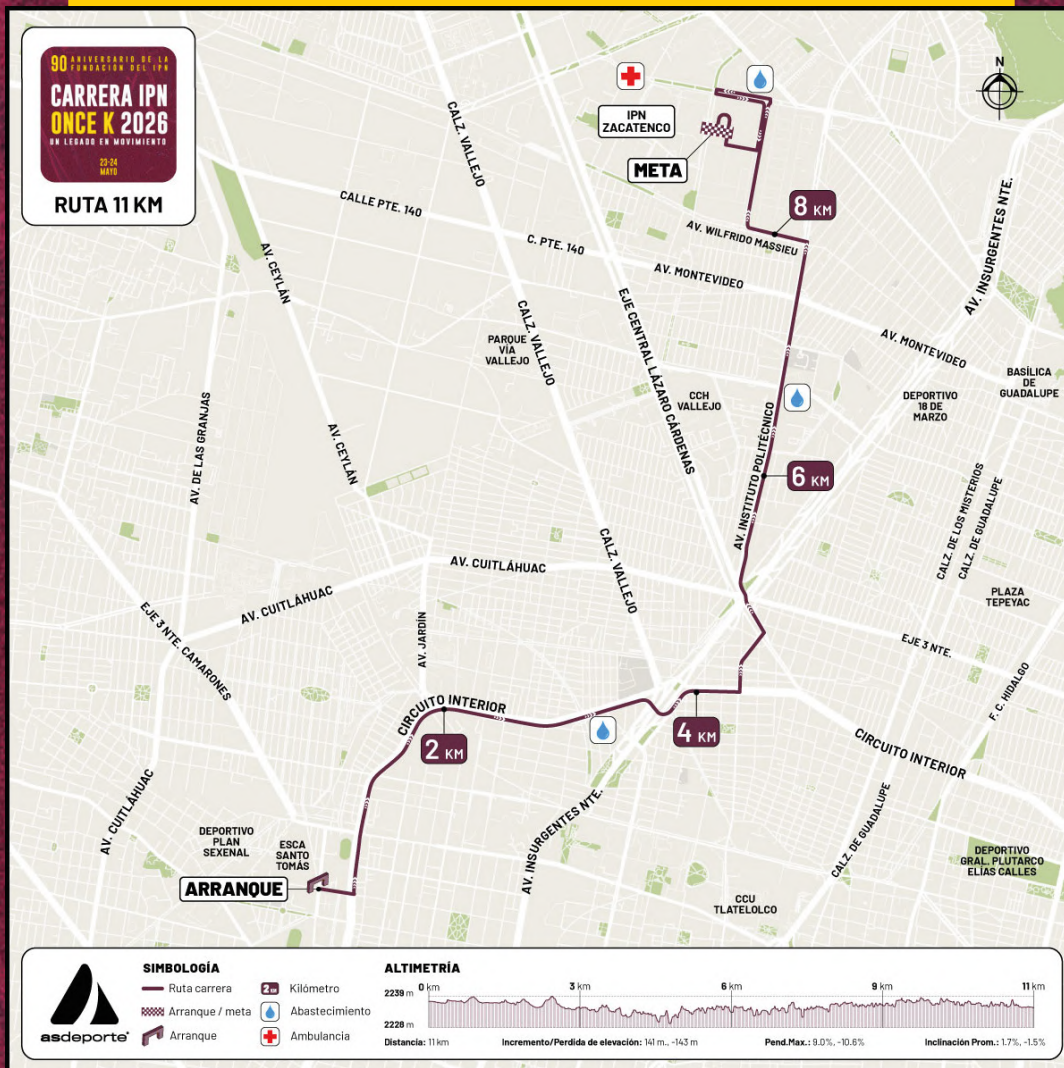 90 ANIVERSARIO DE LA
FUNDACIÓN DEL IPN
CARRERA IPN
ONCE K 2026
UN LEGADO EN MOVIMIENTO
23-24
MAYO
RUTA 11 KM
N
IPN
ZACATENCO
META
CALZ. VALLEJO
CALLE PTE. 140
8 KM
AV. WILFRIDO MASSIEU
C. PTE. 140
AV. MONTEVIDEO
AV. INSURGENTES NTE.
AV. CEYLÁN
EJE CENTRAL LÁZARO CÁRDENAS
CALZ. VALLEJO
PARQUE
VÍA
VALLEJO
AV. MONTEVIDEO
BASÍLICA
DE
GUADALUPE
CCH
VALLEJO
DEPORTIVO
18 DE
MARZO
AV. DE LAS GRANJAS
AV. CEYLÁN
AV. INSTITUTO POLITÉCNICO
6 KM
CALZ. DE LOS MISTERIOS
CALZ. DE GUADALUPE
CALZ. VALLEJO
AV. CUITLÁHUAC
AV. CUITLÁHUAC
PLAZA
TEPEYAC
EJE 3 NTE. CAMARONES
AV. JARDÍN
EJE 3 NTE.
F. C. HIDALGO
CIRCUITO INTERIOR
2 KM
4 KM
CIRCUITO INTERIOR
AV. CUITLÁHUAC
AV. INSURGENTES NTE.
CALZ. DE GUADALUPE
DEPORTIVO
PLAN
SEXENAL
ESCA
SANTO
TOMÁS
ARRANQUE
DEPORTIVO
GRAL. PLUTARCO
ELÍAS CALLES
CCU
TLATELOLCO
asdeporte
SIMBOLOGÍA
Ruta carrera
Arranque / meta
Arranque
2 KM Kilómetro
Abastecimiento
Ambulancia
ALTIMETRÍA
0 km 3 km 6 km 9 km 11 km
2239 m
2228 m
Distancia: 11 km Incremento/Perdida de elevación: 141 m., -143 m Pend.Max.: 9.0%, -10.6% Inclinación Prom.: 1.7%, -1.5%